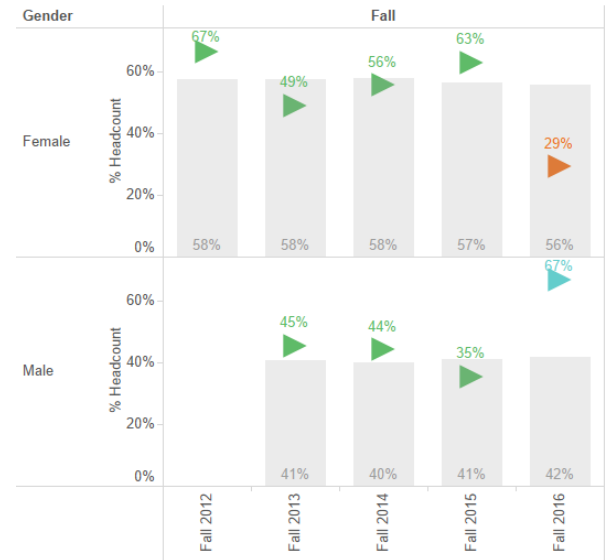 Gender Fall
67%
63%
56%
60%
49%
% Headcount
40%
Female
29%
20%
0% 58% 58% 58% 57% 56%
67%
60%
45% 44%
35%
% Headcount
40%
Male
20%
0% 41% 40% 41% 42%
Fall 2012 Fall 2013 Fall 2014 Fall 2015 Fall 2016